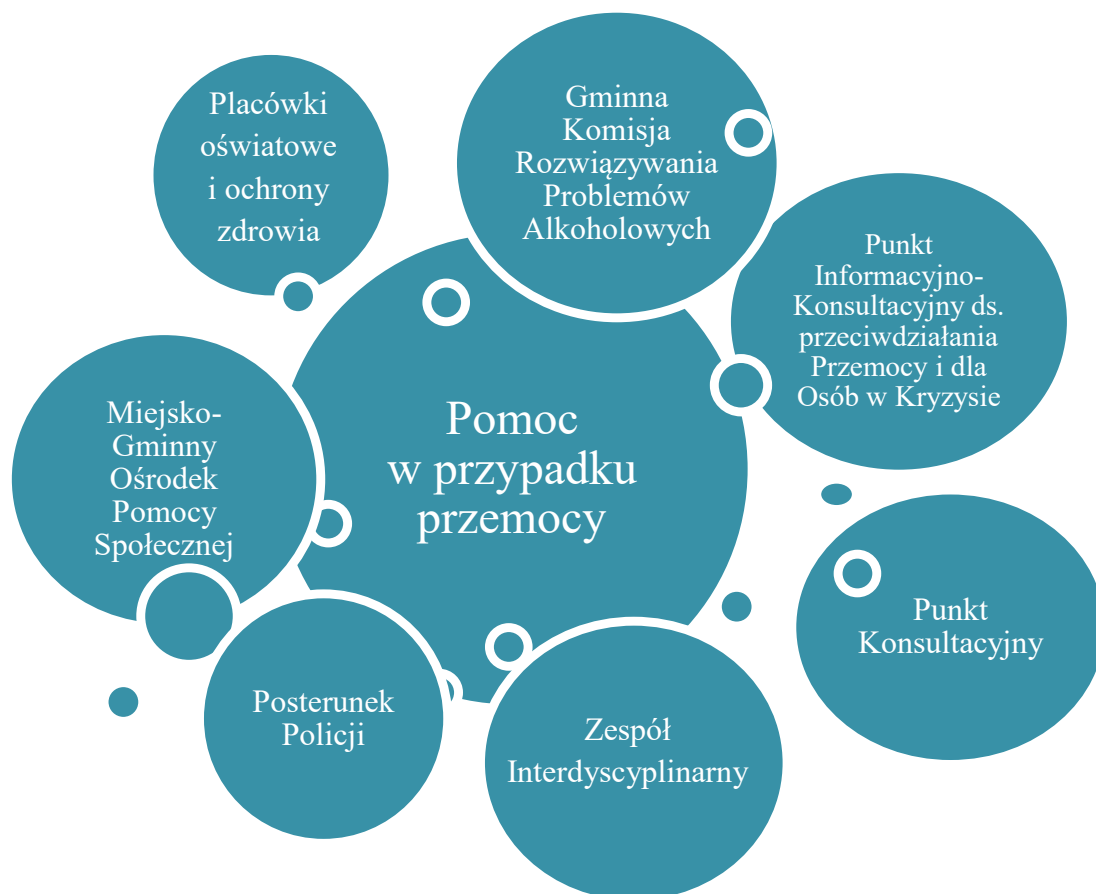 Placówki
oświatowe
i ochrony
zdrowia
Gminna
Komisja
Rozwiązywania
Problemów
Alkoholowych
Punkt
Informacyjno-
Konsultacyjny ds.
przeciwdziałania
Przemocy i dla
Osób w Kryzysie
Miejsko-
Gminny
Ośrodek
Pomocy
Społecznej
Pomoc
w przypadku
przemocy
Punkt
Konsultacyjny
Posterunek
Policji
Zespół
Interdyscyplinarny